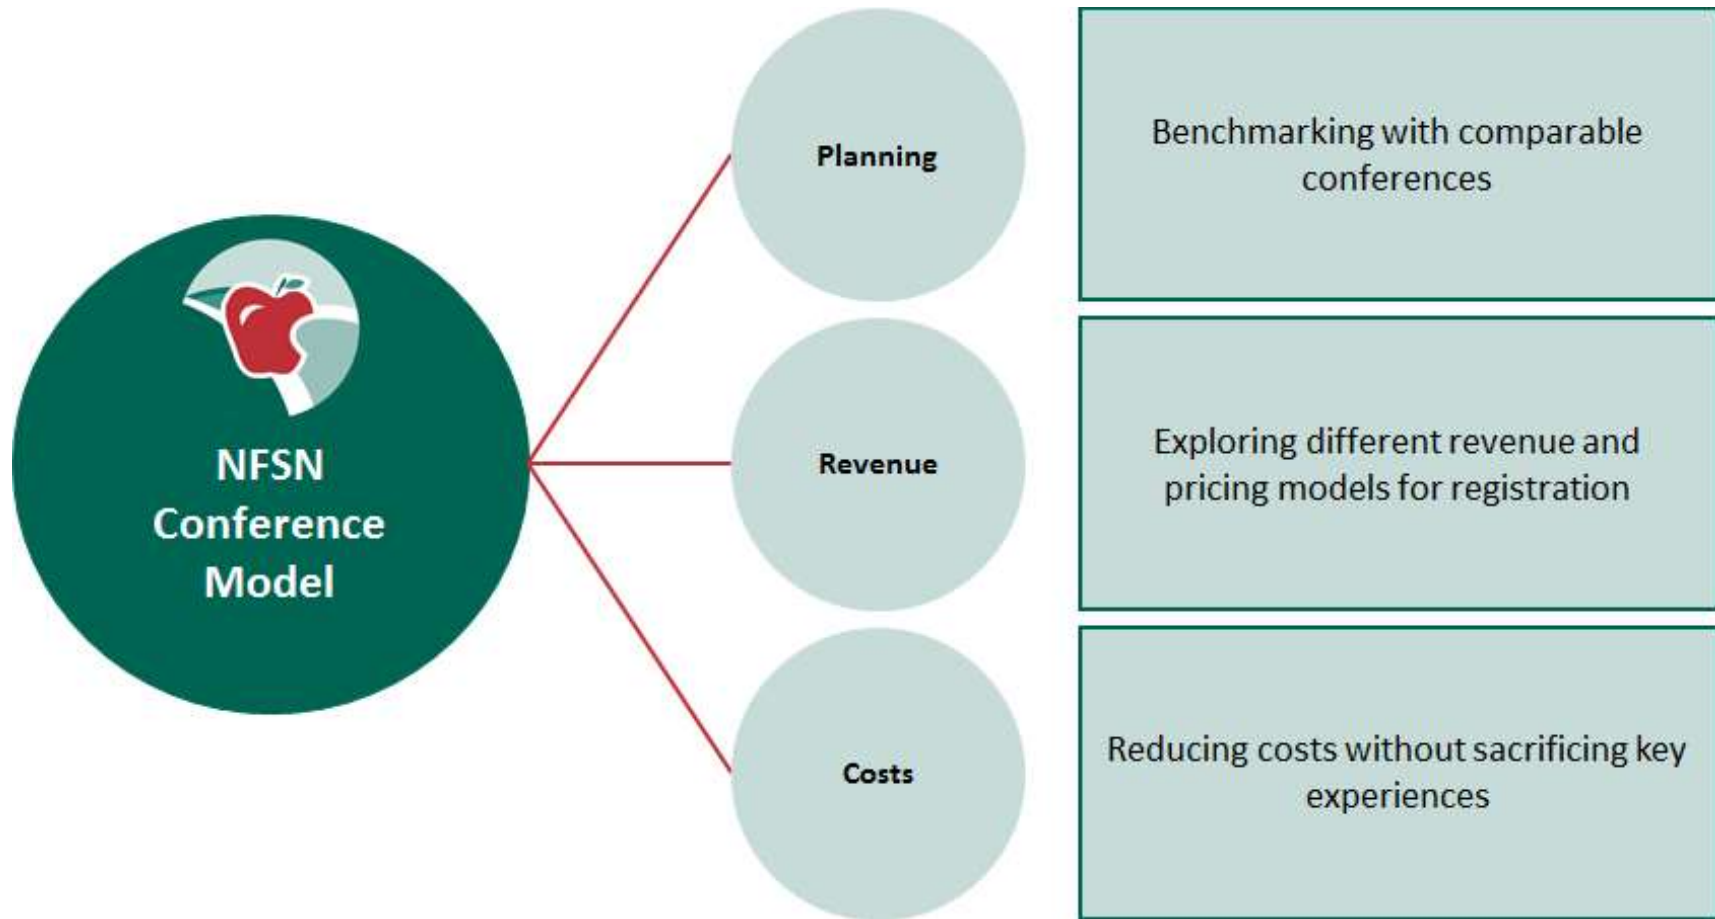 NFSN
Conference
Model
Planning
Benchmarking with comparable
conferences
Revenue
Exploring different revenue and
pricing models for registration
Costs
Reducing costs without sacrificing key
experiences